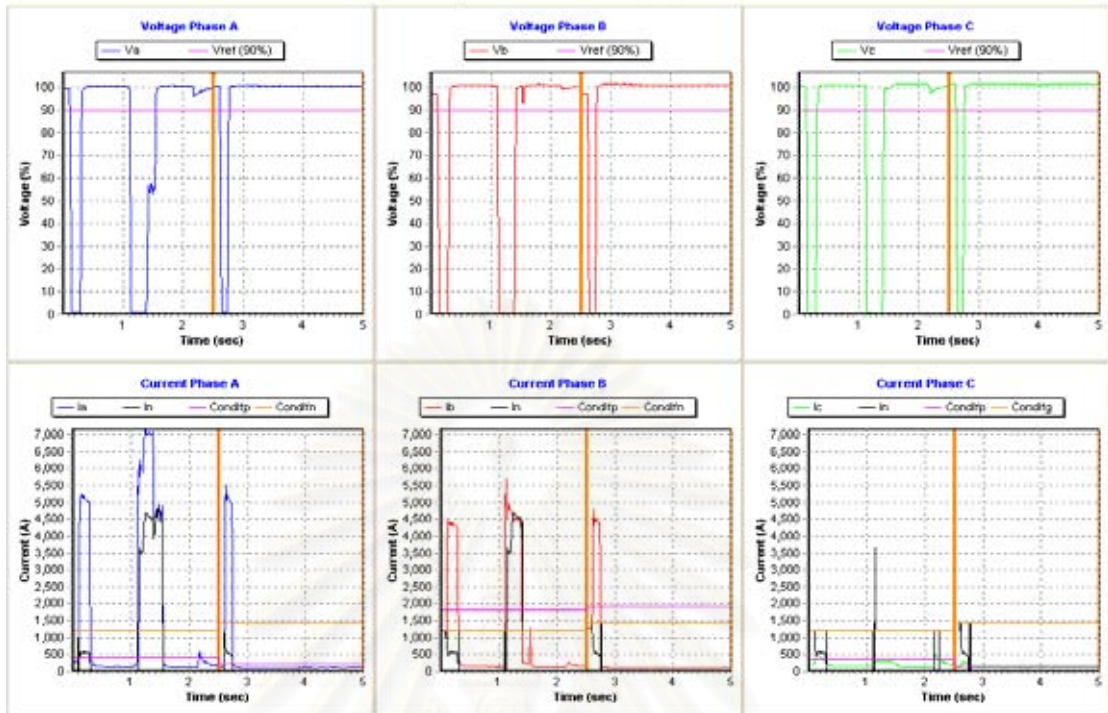 Voltage Phase A
Va Vref (90%)
100
90
80
70
60
50
40
30
20
10
0
Voltage (%)
1 2 3 4 5
Time (sec)
Voltage Phase B
Vb Vref (90%)
100
90
80
70
60
50
40
30
20
10
0
Voltage (%)
1 2 3 4 5
Time (sec)
Voltage Phase C
Vc Vref (90%)
100
90
80
70
60
50
40
30
20
10
0
Voltage (%)
1 2 3 4 5
Time (sec)
Current Phase A
Ia In Conditp Conditn
7,000
6,500
6,000
5,500
5,000
4,500
4,000
3,500
3,000
2,500
2,000
1,500
1,000
500
0
Current (A)
1 2 3 4 5
Time (sec)
Current Phase B
Ib In Conditp Conditn
7,000
6,500
6,000
5,500
5,000
4,500
4,000
3,500
3,000
2,500
2,000
1,500
1,000
500
0
Current (A)
1 2 3 4 5
Time (sec)
Current Phase C
Ic In Conditp Conditg
7,000
6,500
6,000
5,500
5,000
4,500
4,000
3,500
3,000
2,500
2,000
1,500
1,000
500
0
Current (A)
1 2 3 4 5
Time (sec)